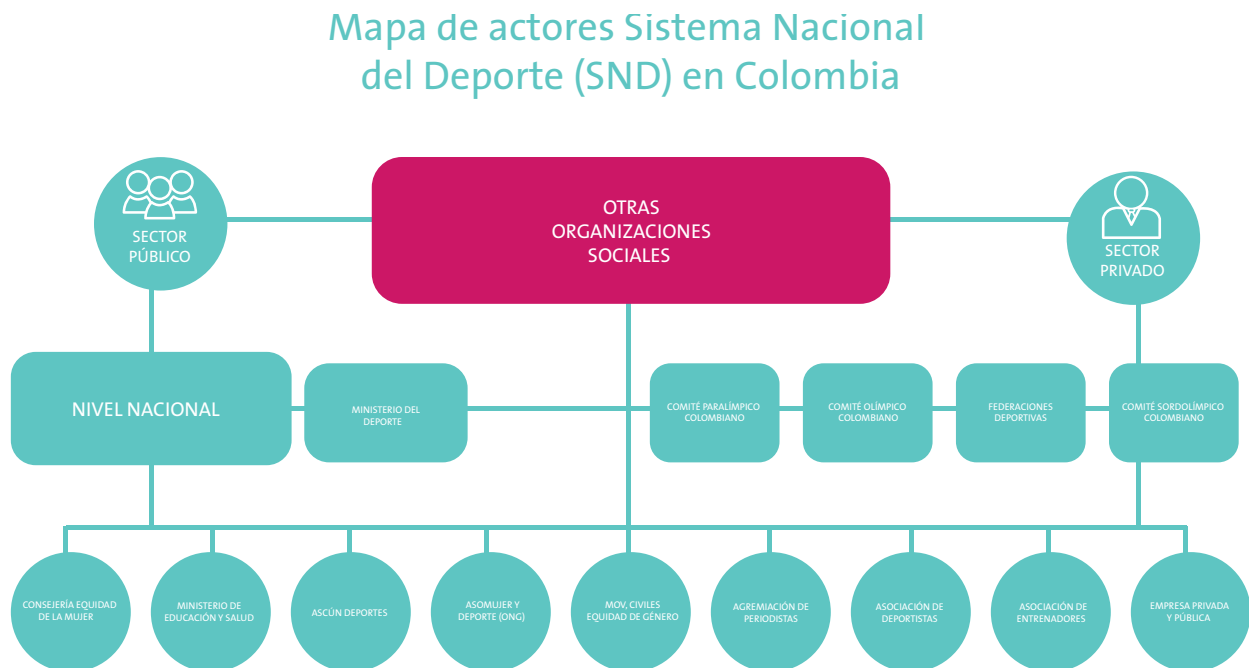 Mapa de actores Sistema Nacional
del Deporte (SND) en Colombia
SECTOR
PÚBLICO
OTRAS
ORGANIZACIONES
SOCIALES
SECTOR
PRIVADO
NIVEL NACIONAL
MINISTERIO DEL
DEPORTE
COMITÉ PARALÍMPICO
COLOMBIANO
COMITÉ OLÍMPICO
COLOMBIANO
FEDERACIONES
DEPORTIVAS
COMITÉ SORDOLÍMPICO
COLOMBIANO
CONSEJERÍA EQUIDAD
DE LA MUJER
MINISTERIO DE
EDUCACIÓN Y SALUD
ASCÚN DEPORTES
ASOMUJER Y
DEPORTE (ONG)
MOV, CIVILES
EQUIDAD DE GÉNERO
AGREMIACIÓN DE
PERIODISTAS
ASOCIACIÓN DE
DEPORTISTAS
ASOCIACIÓN DE
ENTRENADORES
EMPRESA PRIVADA
Y PÚBLICA